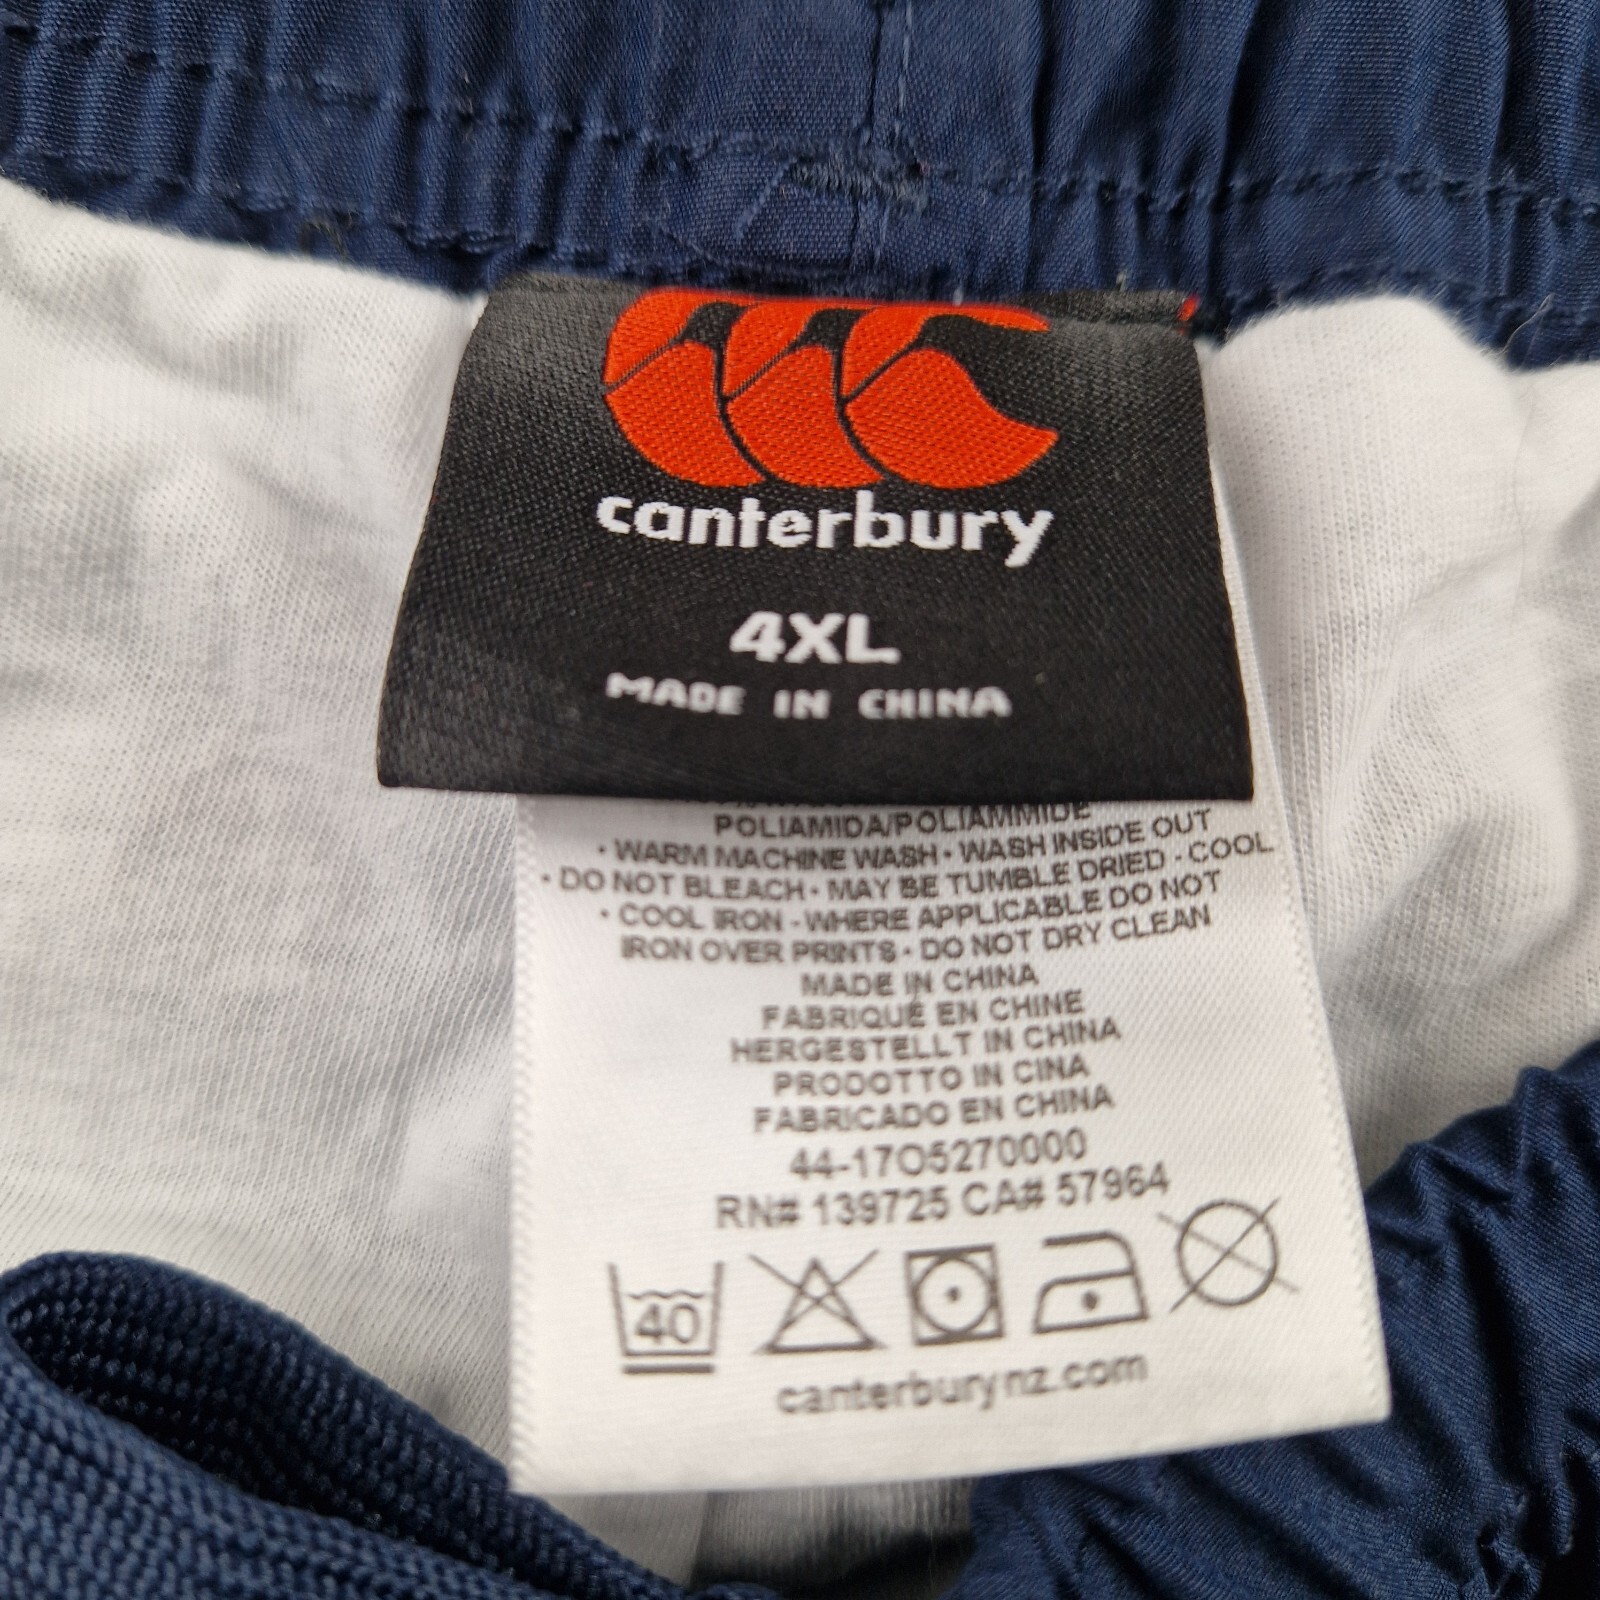 canterbury
4XL
MADE IN CHINA
POLIAMIDA/POLIAMMIDE
• WARM MACHINE WASH • WASH INSIDE OUT
• DO NOT BLEACH • MAY BE TUMBLE DRIED - COOL
• COOL IRON - WHERE APPLICABLE DO NOT
IRON OVER PRINTS • DO NOT DRY CLEAN
MADE IN CHINA
FABRIQUÉ EN CHINE
HERGESTELLT IN CHINA
PRODOTTO IN CINA
FABRICADO EN CHINA
44-17O5270000
RN# 139725 CA# 57964
40
canterburynz.com